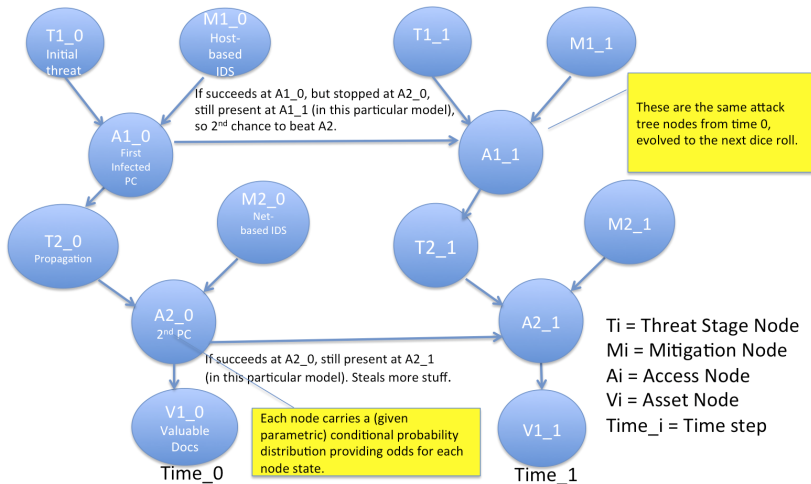 T1_0
Initial
threat
M1_0
Host-
based
IDS
T1_1
M1_1
If succeeds at A1_0, but stopped at A2_0,
still present at A1_1 (in this particular model),
so 2nd chance to beat A2.
These are the same attack
tree nodes from time 0,
evolved to the next dice roll.
A1_0
First
Infected
PC
A1_1
M2_0
Net-
based IDS
M2_1
T2_0
Propagation
T2_1
A2_0
2nd PC
A2_1
If succeeds at A2_0, still present at A2_1
(in this particular model). Steals more stuff.
Ti = Threat Stage Node
Mi = Mitigation Node
Ai = Access Node
Vi = Asset Node
Time_i = Time step
V1_0
Valuable
Docs
Each node carries a (given
parametric) conditional probability
distribution providing odds for each
node state.
V1_1
Time_0
Time_1